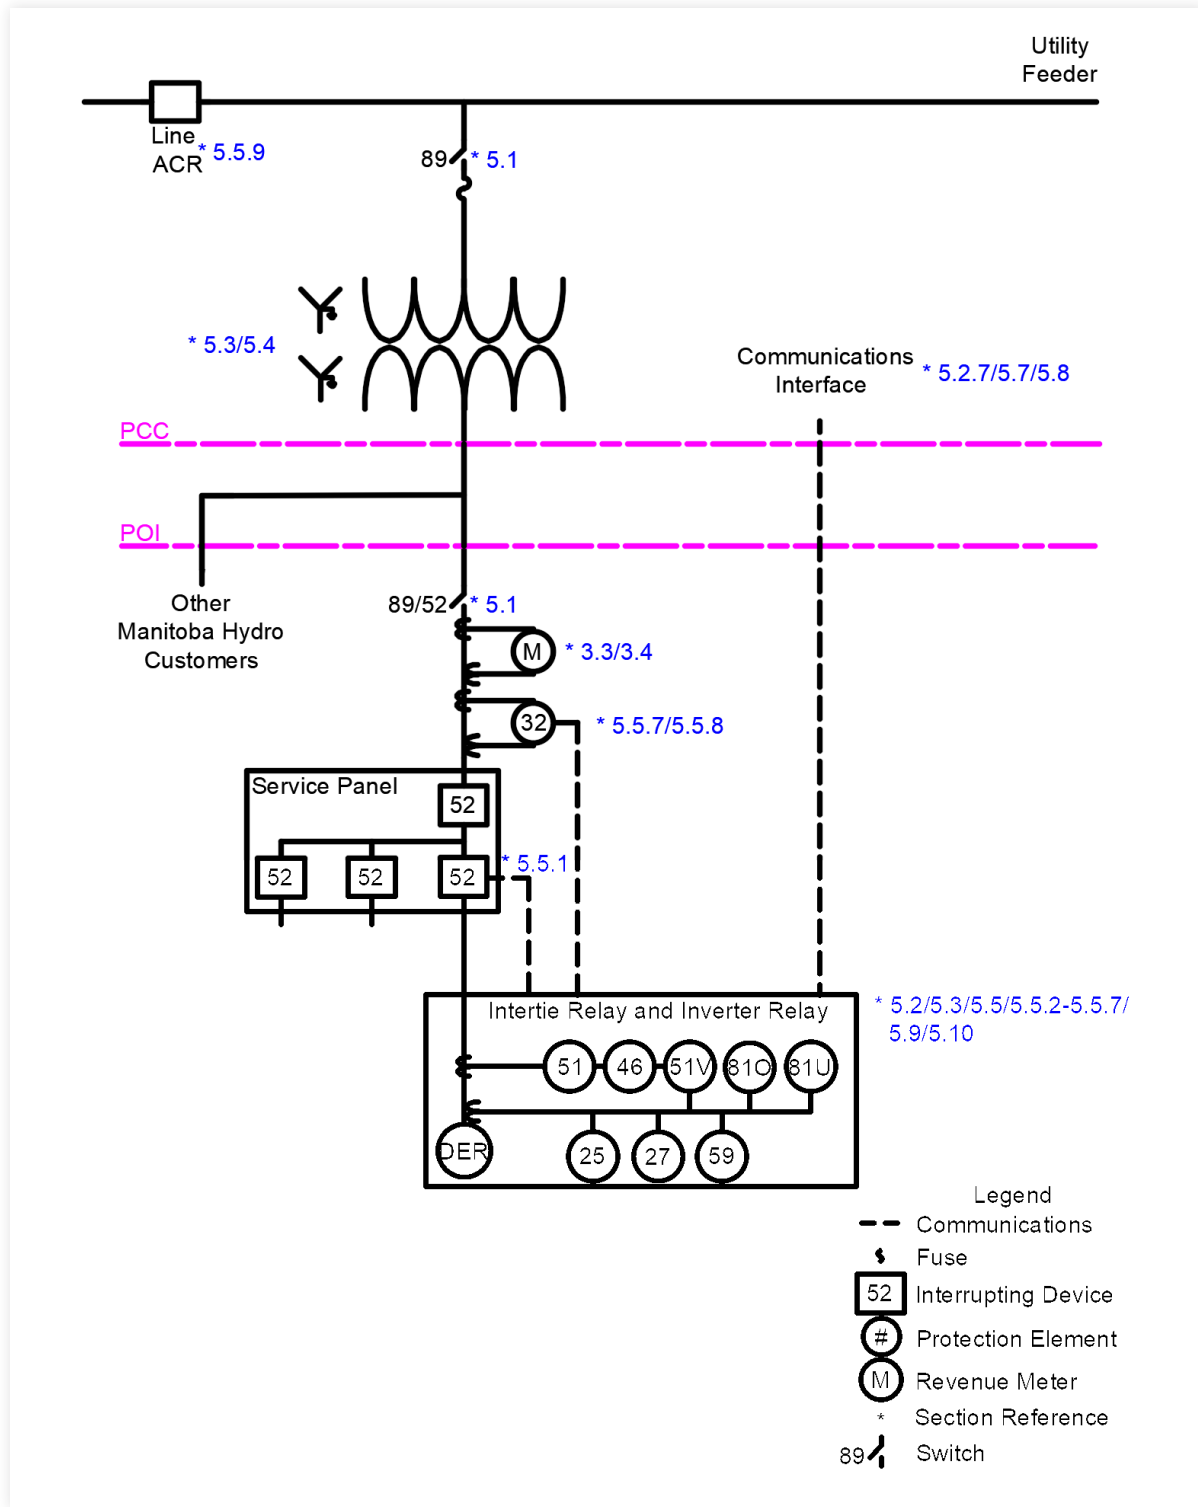 Utility
Feeder
Line
ACR
* 5.5.9
89
* 5.1
* 5.3/5.4
Communications
Interface
* 5.2.7/5.7/5.8
PCC
POI
Other
Manitoba Hydro
Customers
89/52
* 5.1
M
* 3.3/3.4
32
* 5.5.7/5.5.8
Service Panel
52
52
52
52
* 5.5.1
Intertie Relay and Inverter Relay
* 5.2/5.3/5.5/5.5.2-5.5.7/
5.9/5.10
51
46
51V
81O
81U
DER
25
27
59
Legend
Communications
Fuse
52
Interrupting Device
#
Protection Element
M
Revenue Meter
*
Section Reference
89
Switch